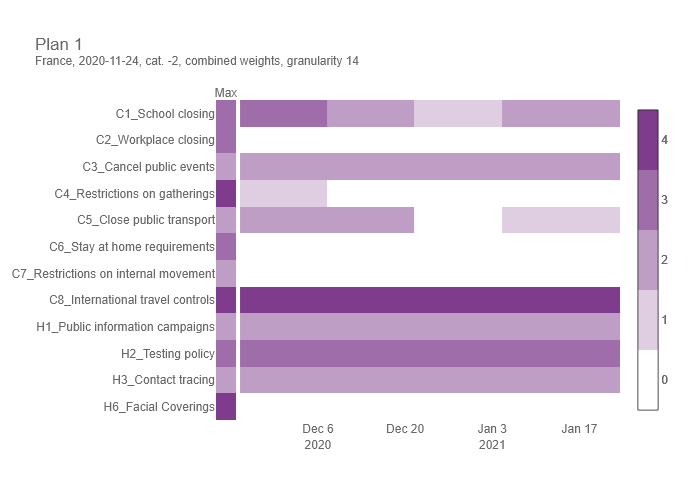 Plan 1
France, 2020-11-24, cat. -2, combined weights, granularity 14
Max
C1_School closing
C2_Workplace closing
C3_Cancel public events
C4_Restrictions on gatherings
C5_Close public transport
C6_Stay at home requirements
C7_Restrictions on internal movement
C8_International travel controls
H1_Public information campaigns
H2_Testing policy
H3_Contact tracing
H6_Facial Coverings
Dec 6 Dec 20 Jan 3 Jan 17
2020 2021
4
3
2
1
0